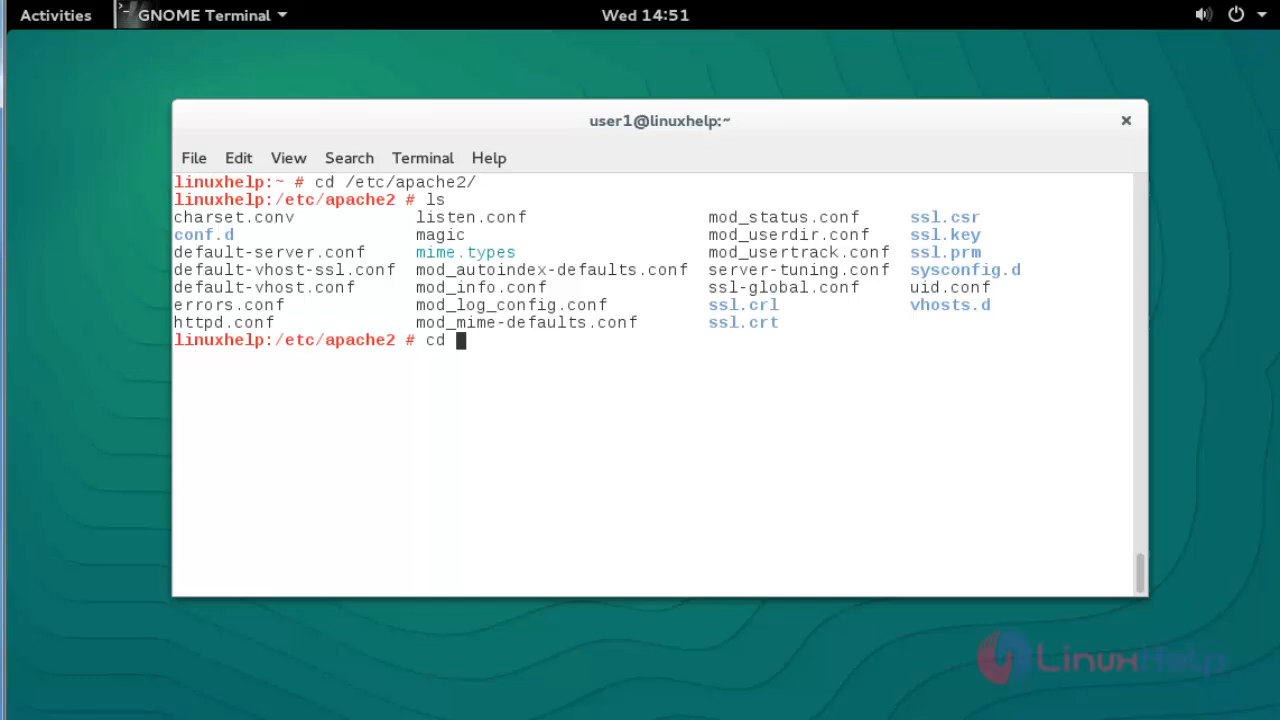 Activities GNOME Terminal Wed 14:51
user1@linuxhelp:~
File Edit View Search Terminal Help
linuxhelp:~ # cd /etc/apache2/
linuxhelp:/etc/apache2 # ls
charset.conv listen.conf mod_status.conf ssl.csr
conf.d magic mod_userdir.conf ssl.key
default-server.conf mime.types mod_usertrack.conf ssl.prm
default-vhost-ssl.conf mod_autoindex-defaults.conf server-tuning.conf sysconfig.d
default-vhost.conf mod_info.conf ssl-global.conf uid.conf
errors.conf mod_log_config.conf ssl.crl vhosts.d
httpd.conf mod_mime-defaults.conf ssl.crt
linuxhelp:/etc/apache2 # cd
LinuxHelp